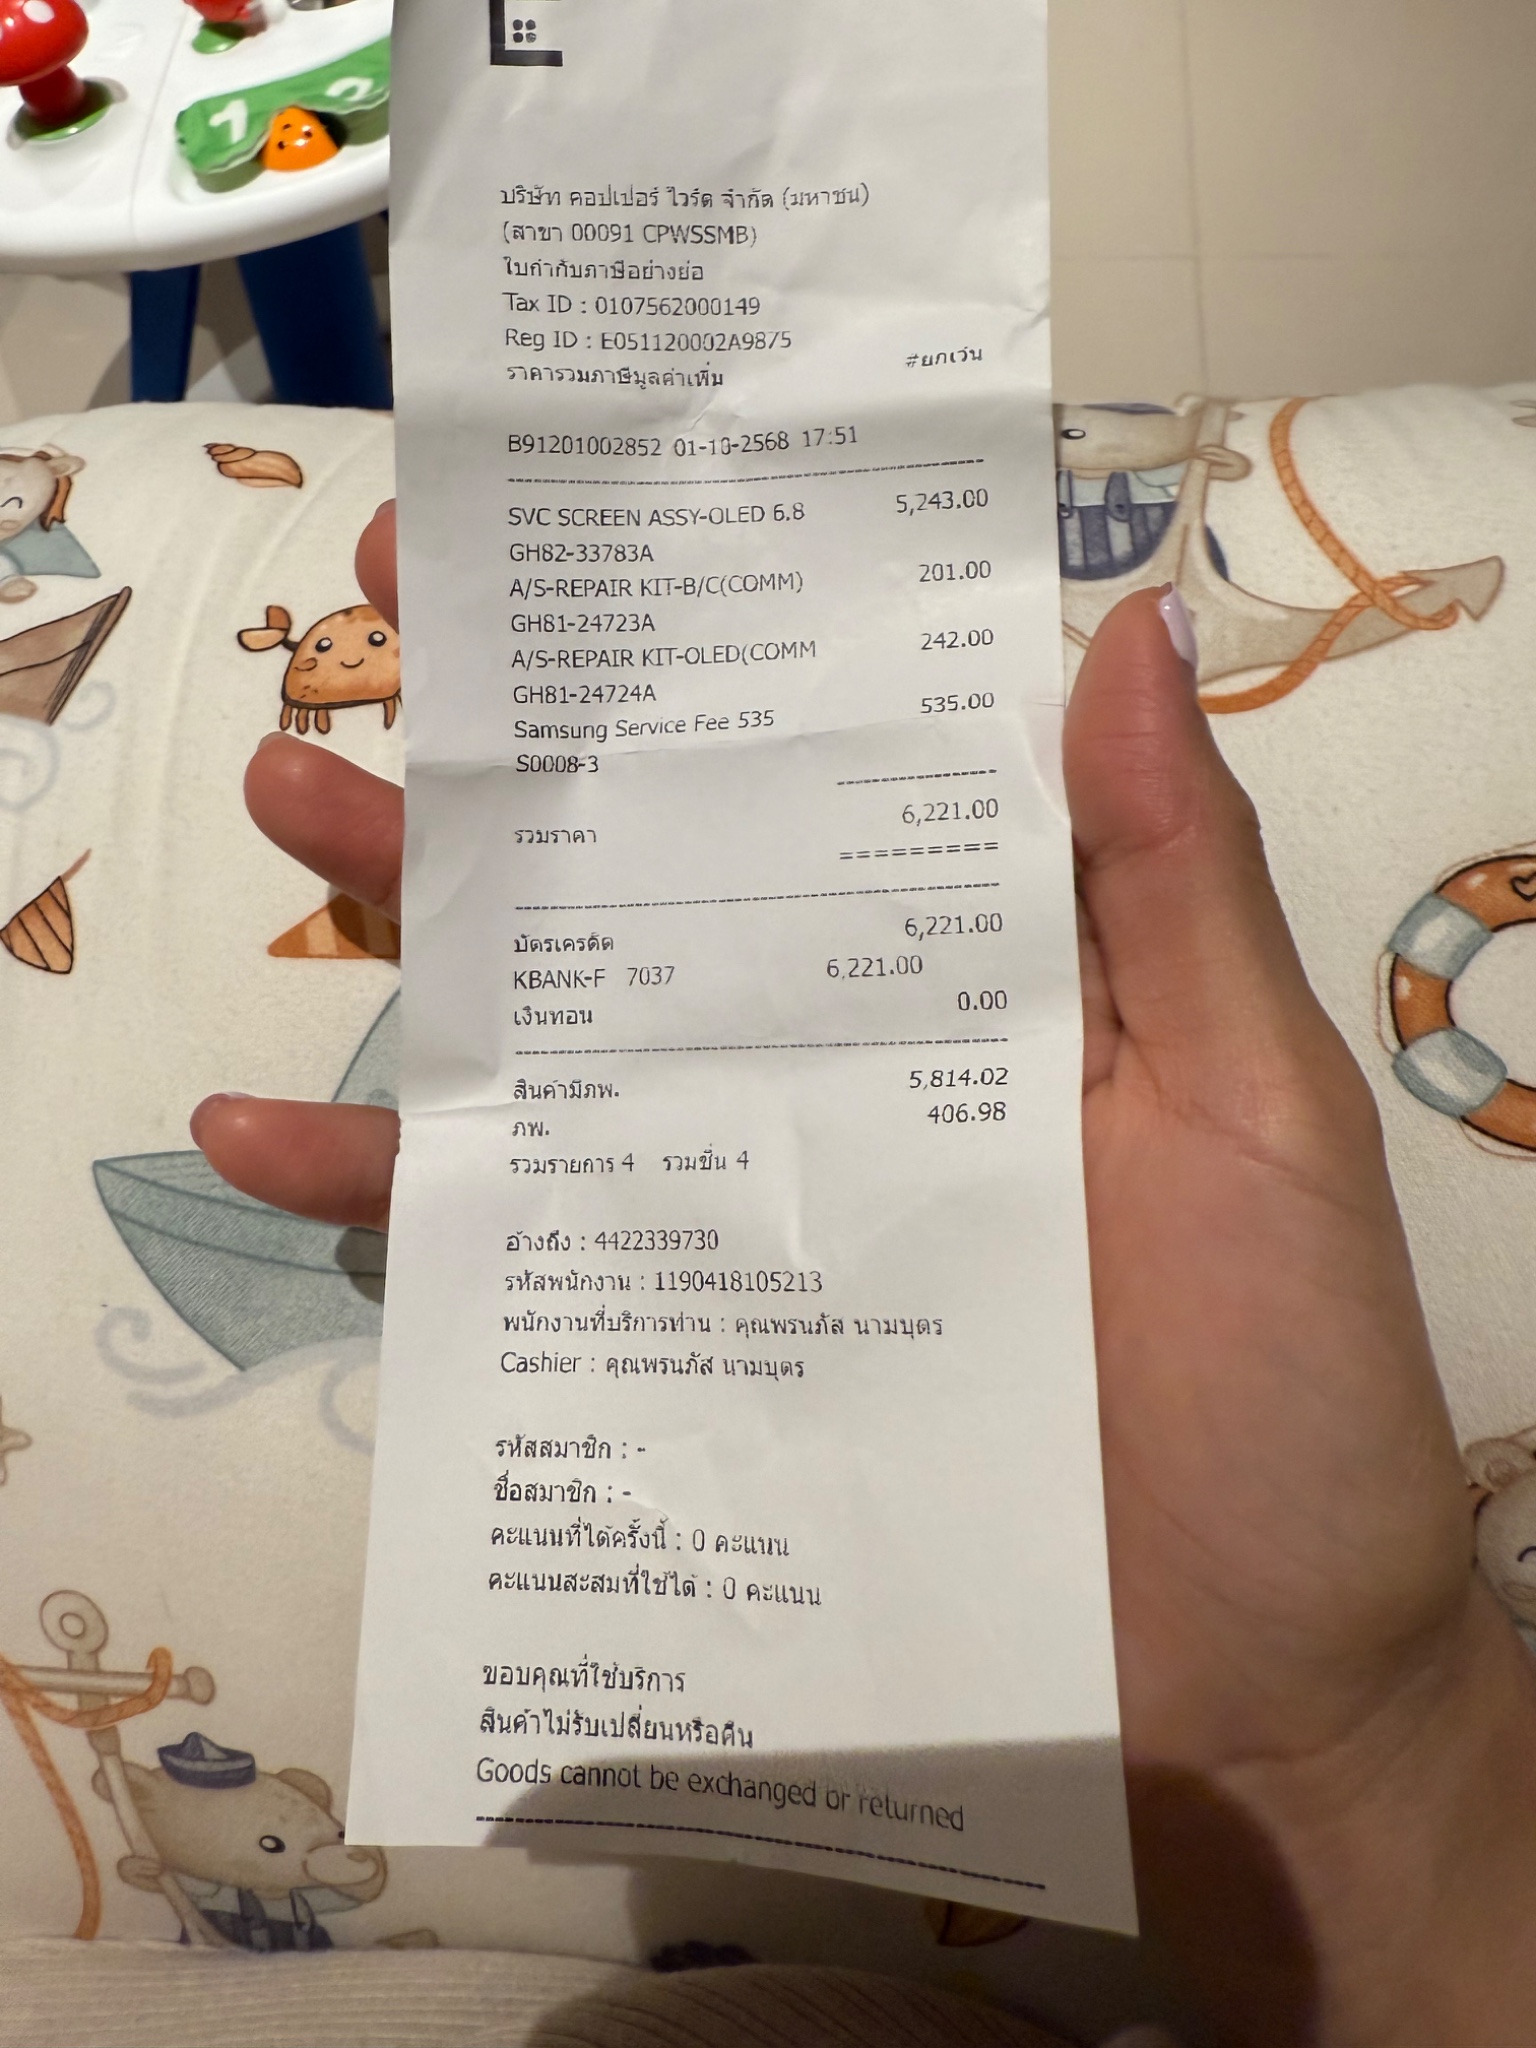 1 2
บริษัท คอปเปอร์ ไวร์ด จำกัด (มหาชน)
(สาขา 00091 CPWSSMB)
ใบกำกับภาษีอย่างย่อ
Tax ID : 0107562000149
Reg ID : E051120002A9875
#ยกเว้น
ราคารวมภาษีมูลค่าเพิ่ม
B91201002852 01-10-2568 17:51
SVC SCREEN ASSY-OLED 6.8 5,243.00
GH82-33783A
A/S-REPAIR KIT-B/C(COMM) 201.00
GH81-24723A
A/S-REPAIR KIT-OLED(COMM 242.00
GH81-24724A
Samsung Service Fee 535 535.00
S0008-3
รวมราคา 6,221.00
=========
บัตรเครดิต 6,221.00
KBANK-F 7037 6,221.00
เงินทอน 0.00
สินค้ามีภพ. 5,814.02
ภพ. 406.98
รวมรายการ 4 รวมชิ้น 4
อ้างถึง : 4422339730
รหัสพนักงาน : 1190418105213
พนักงานที่บริการท่าน : คุณพรนภัส นามบุตร
Cashier : คุณพรนภัส นามบุตร
รหัสสมาชิก : -
ชื่อสมาชิก : -
คะแนนที่ได้ครั้งนี้ : 0 คะแนน
คะแนนสะสมที่ใช้ได้ : 0 คะแนน
ขอบคุณที่ใช้บริการ
สินค้าไม่รับเปลี่ยนหรือคืน
Goods cannot be exchanged or returned